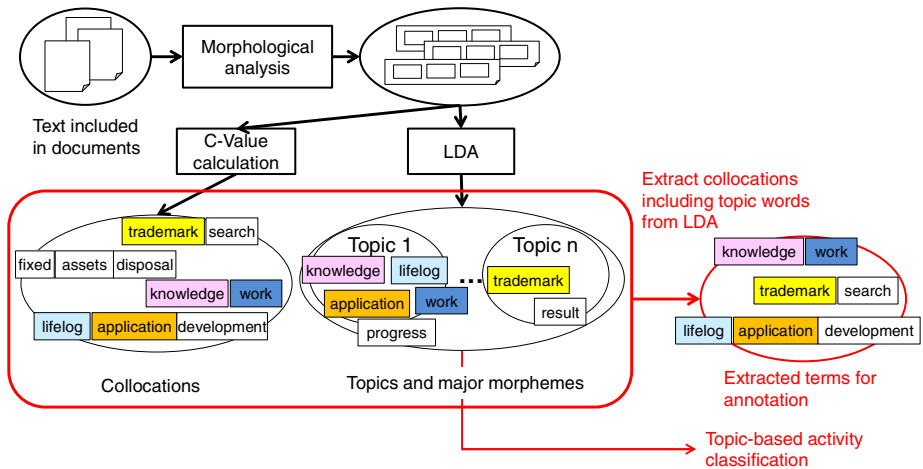 Morphological
analysis
Text included
in documents
C-Value
calculation
LDA
Extract collocations
including topic words
from LDA
trademark search
fixed assets disposal
knowledge work
lifelog application development
Collocations
Topic 1
knowledge lifelog
application work
progress
...
Topic n
trademark
result
Topics and major morphemes
knowledge work
trademark search
lifelog application development
Extracted terms for
annotation
Topic-based activity
classification